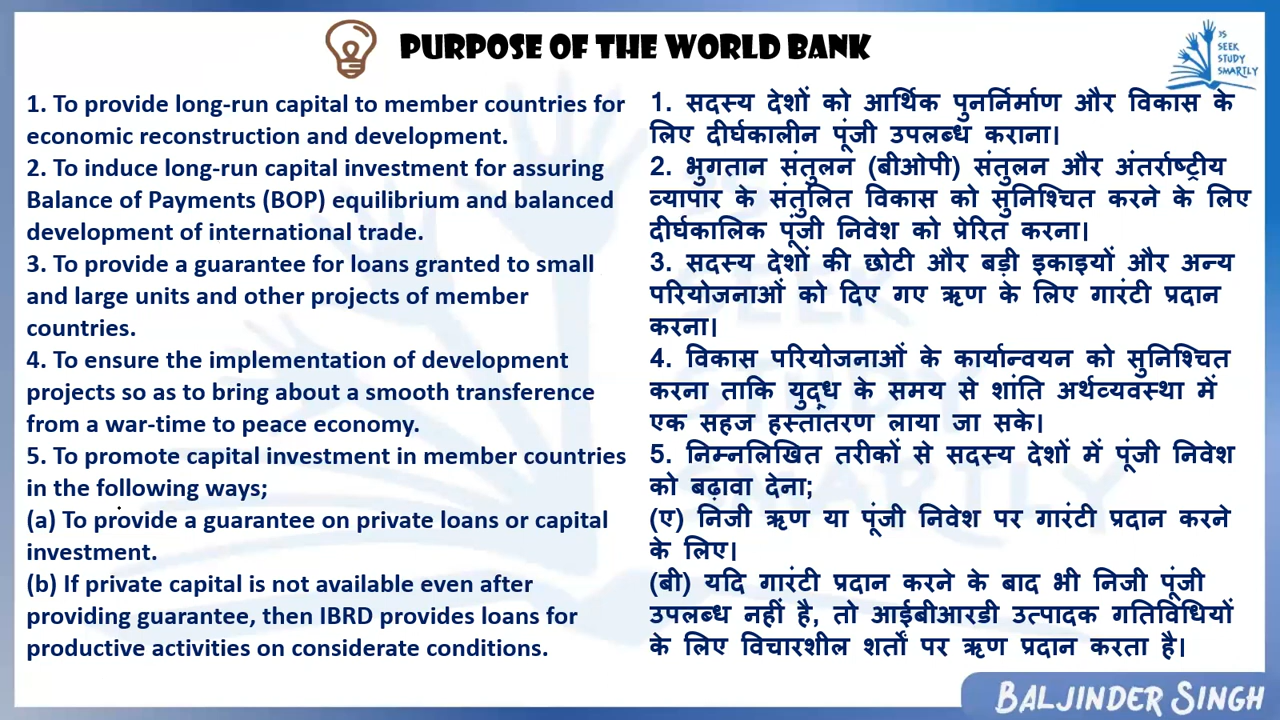 PURPOSE OF THE WORLD BANK
JS
SEEK
STUDY
SMARTLY
1. To provide long-run capital to member countries for
economic reconstruction and development.
2. To induce long-run capital investment for assuring
Balance of Payments (BOP) equilibrium and balanced
development of international trade.
3. To provide a guarantee for loans granted to small
and large units and other projects of member
countries.
4. To ensure the implementation of development
projects so as to bring about a smooth transference
from a war-time to peace economy.
5. To promote capital investment in member countries
in the following ways;
(a) To provide a guarantee on private loans or capital
investment.
(b) If private capital is not available even after
providing guarantee, then IBRD provides loans for
productive activities on considerate conditions.
1. सदस्य देशों को आर्थिक पुनर्निर्माण और विकास के
लिए दीर्घकालीन पूंजी उपलब्ध कराना।
2. भुगतान संतुलन (बीओपी) संतुलन और अंतर्राष्ट्रीय
व्यापार के संतुलित विकास को सुनिश्चित करने के लिए
दीर्घकालिक पूंजी निवेश को प्रेरित करना।
3. सदस्य देशों की छोटी और बड़ी इकाइयों और अन्य
परियोजनाओं को दिए गए ऋण के लिए गारंटी प्रदान
करना।
4. विकास परियोजनाओं के कार्यान्वयन को सुनिश्चित
करना ताकि युद्ध के समय से शांति अर्थव्यवस्था में
एक सहज हस्तांतरण लाया जा सके।
5. निम्नलिखित तरीकों से सदस्य देशों में पूंजी निवेश
को बढ़ावा देना;
(ए) निजी ऋण या पूंजी निवेश पर गारंटी प्रदान करने
के लिए।
(बी) यदि गारंटी प्रदान करने के बाद भी निजी पूंजी
उपलब्ध नहीं है, तो आईबीआरडी उत्पादक गतिविधियों
के लिए विचारशील शर्तों पर ऋण प्रदान करता है।
JS
SEEK
STUDY
SMARTLY
BALJINDER SINGH